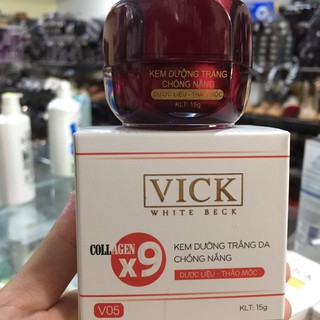 KEM DƯỠNG TRẮNG
CHỐNG NẮNG
DƯỢC LIỆU - THẢO MỘC
KLT: 15g
VICK
WHITE BECK
COLLAGEN
x9
KEM DƯỠNG TRẮNG DA
CHỐNG NẮNG
DƯỢC LIỆU - THẢO MỘC
V05
KLT: 15g